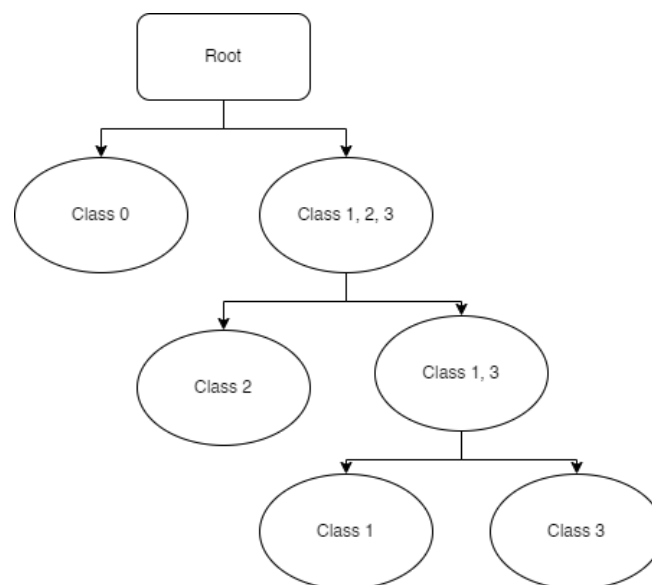 Root
Class 0
Class 1, 2, 3
Class 2
Class 1, 3
Class 1
Class 3